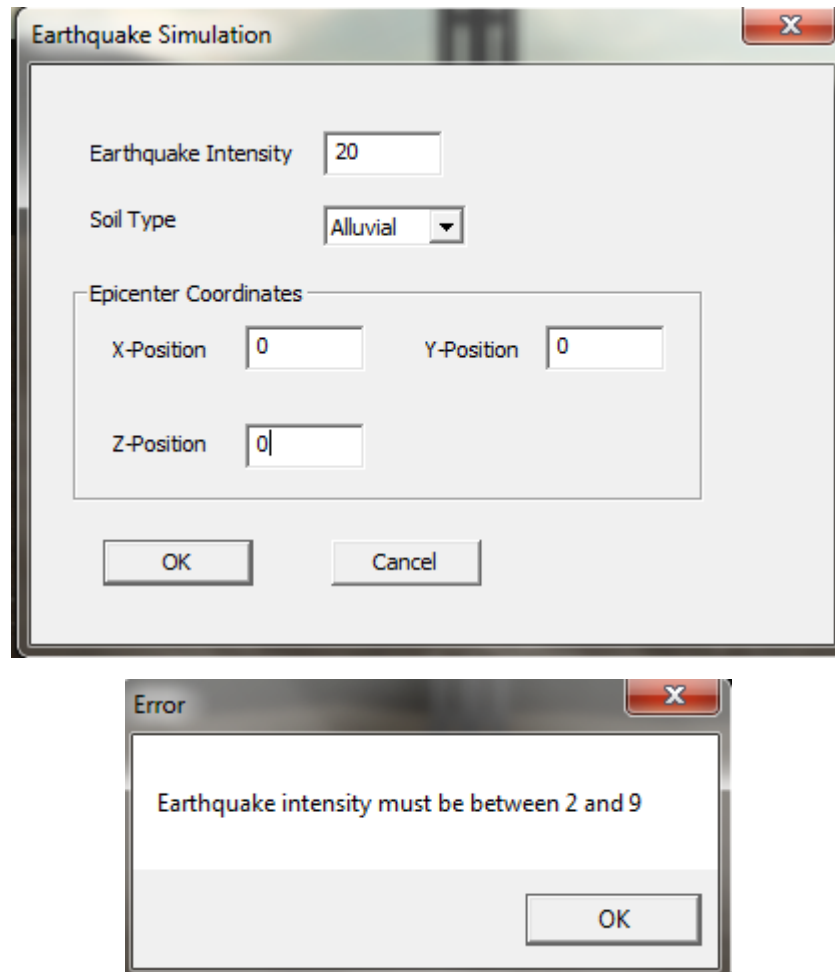 Earthquake Simulation
Earthquake Intensity 20
Soil Type Alluvial
Epicenter Coordinates
X-Position 0 Y-Position 0
Z-Position 0
OK Cancel
Error
Earthquake intensity must be between 2 and 9
OK